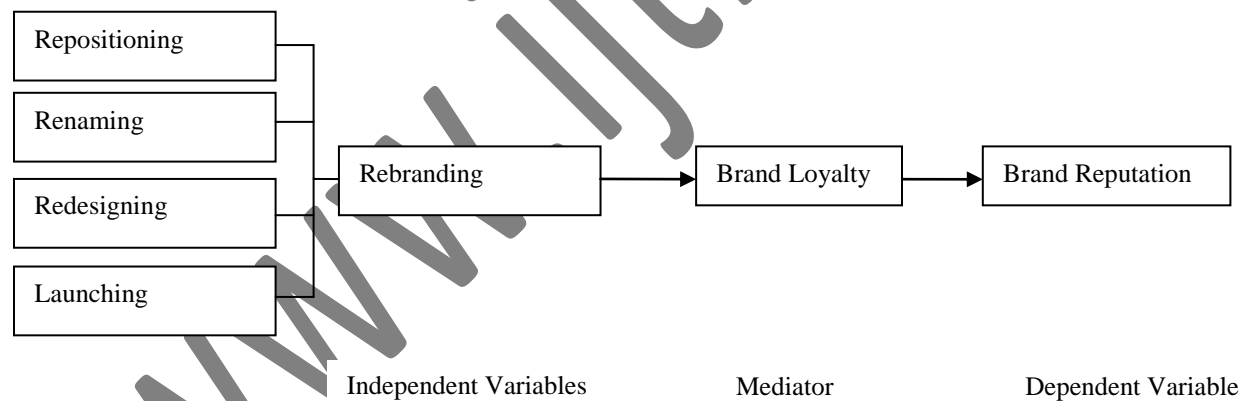 Repositioning
Renaming
Redesigning
Launching
Rebranding
Brand Loyalty
Brand Reputation
Independent Variables
Mediator
Dependent Variable